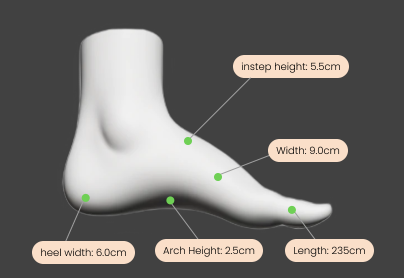 instep height: 5.5cm
Width: 9.0cm
heel width: 6.0cm
Arch Height: 2.5cm
Length: 235cm